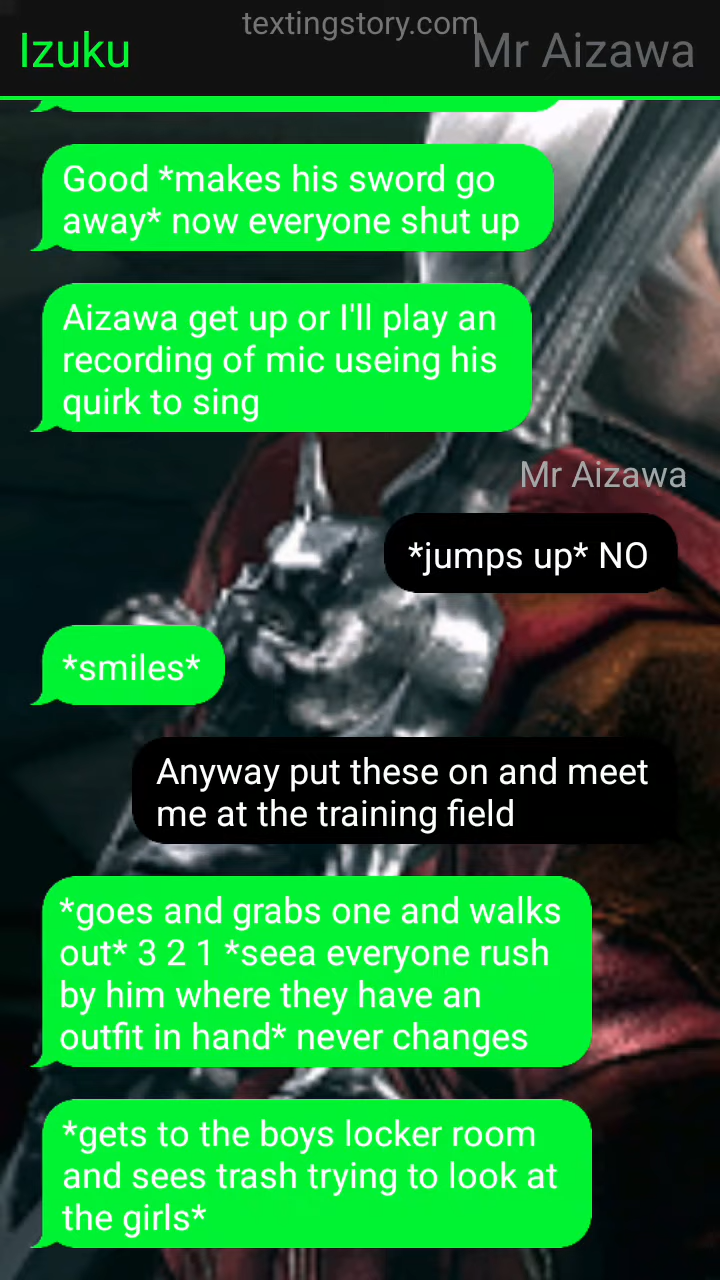 textingstory.com
Izuku
Mr Aizawa
Good *makes his sword go
away* now everyone shut up
Aizawa get up or I'll play an
recording of mic useing his
quirk to sing
Mr Aizawa
*jumps up* NO
*smiles*
Anyway put these on and meet
me at the training field
*goes and grabs one and walks
out* 3 2 1 *seea everyone rush
by him where they have an
outfit in hand* never changes
*gets to the boys locker room
and sees trash trying to look at
the girls*